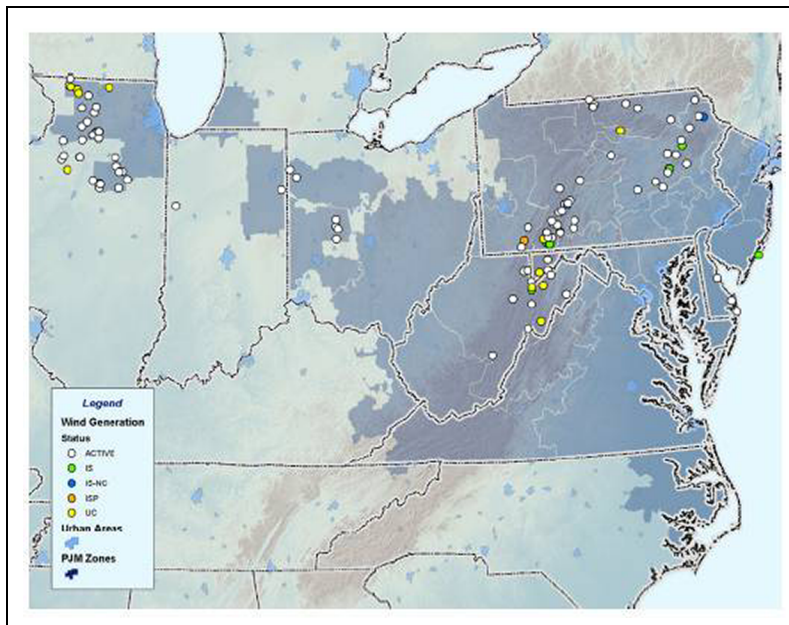 Legend
Wind Generation
Status
ACTIVE
IS
IS-NC
ISP
UC
Urban Areas
PJM Zones